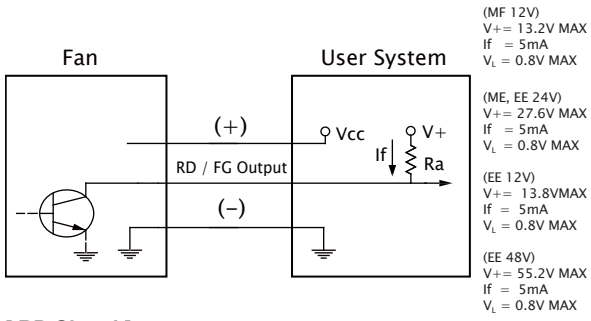 Fan
User System
(+)
Vcc
V+
If
Ra
RD / FG Output
(−)
(MF 12V)
V+= 13.2V MAX
If = 5mA
VL = 0.8V MAX
(ME, EE 24V)
V+= 27.6V MAX
If = 5mA
VL = 0.8V MAX
(EE 12V)
V+= 13.8VMAX
If = 5mA
VL = 0.8V MAX
(EE 48V)
V+= 55.2V MAX
If = 5mA
VL = 0.8V MAX